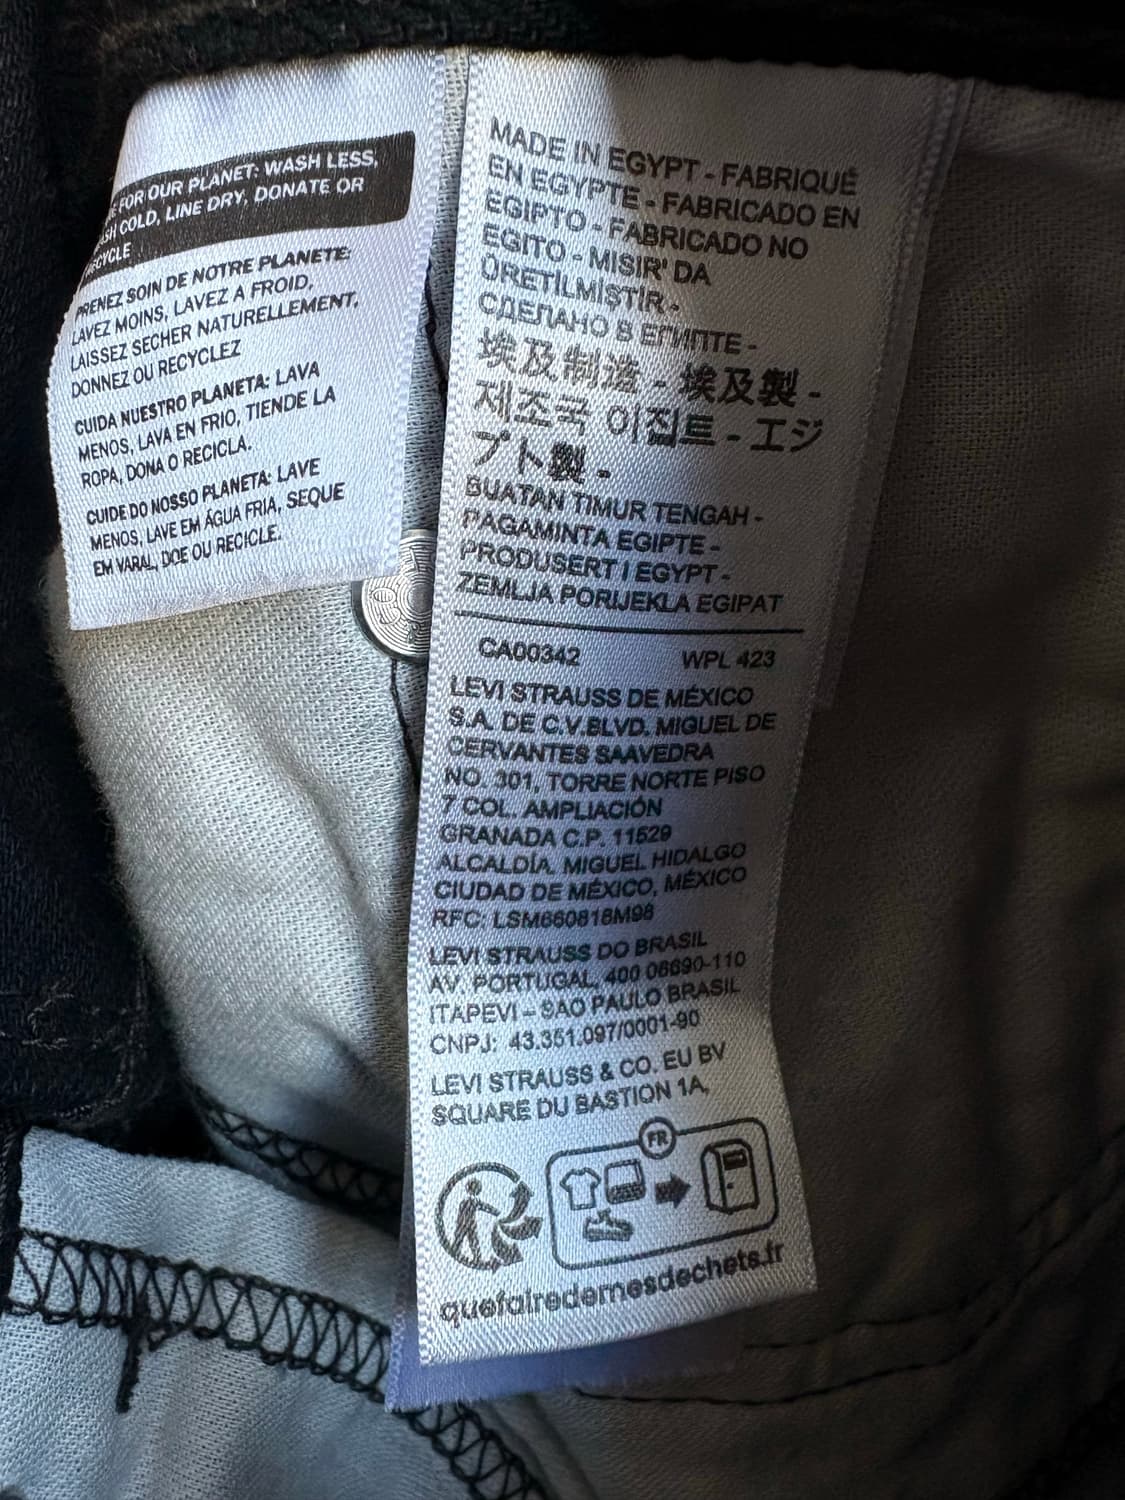 FOR OUR PLANET: WASH LESS,
COLD, LINE DRY, DONATE OR
PRENEZ SOIN DE NOTRE PLANETE:
LAVEZ MOINS, LAVEZ A FROID,
LAISSEZ SECHER NATURELLEMENT,
DONNEZ OU RECYCLEZ
CUIDA NUESTRO PLANETA: LAVA
MENOS, LAVA EN FRIO, TIENDE LA
ROPA, DONA O RECICLA.
CUIDE DO NOSSO PLANETA: LAVE
MENOS, LAVE EM ÁGUA FRIA, SEQUE
EM VARAL, DOE OU RECICLE.
MADE IN EGYPT - FABRIQUÉ
EN EGYPTE - FABRICADO EN
EGIPTO - FABRICADO NO
EGITO - MISIR' DA
ÜRETİLMİŞTİR -
СДЕЛАНО В ЕГИПТЕ -
埃及制造 - 埃及製 -
제조국 이집트 - エジ
プト製 -
BUATAN TIMUR TENGAH -
PAGAMINTA EGIPTE -
PRODUSERT I EGYPT -
ZEMLJA PORIJEKLA EGIPAT
CA00342 WPL 423
LEVI STRAUSS DE MÉXICO
S.A. DE C.V.BLVD. MIGUEL DE
CERVANTES SAAVEDRA
NO. 301, TORRE NORTE PISO
7 COL. AMPLIACIÓN
GRANADA C.P. 11529
ALCALDÍA. MIGUEL HIDALGO
CIUDAD DE MÉXICO, MÉXICO
RFC: LSM660818M98
LEVI STRAUSS DO BRASIL
AV. PORTUGAL, 400 06690-110
ITAPEVI – SAO PAULO BRASIL
CNPJ: 43.351.097/0001-90
LEVI STRAUSS & CO. EU BV
SQUARE DU BASTION 1A,
FR
quefairedemesdechets.fr